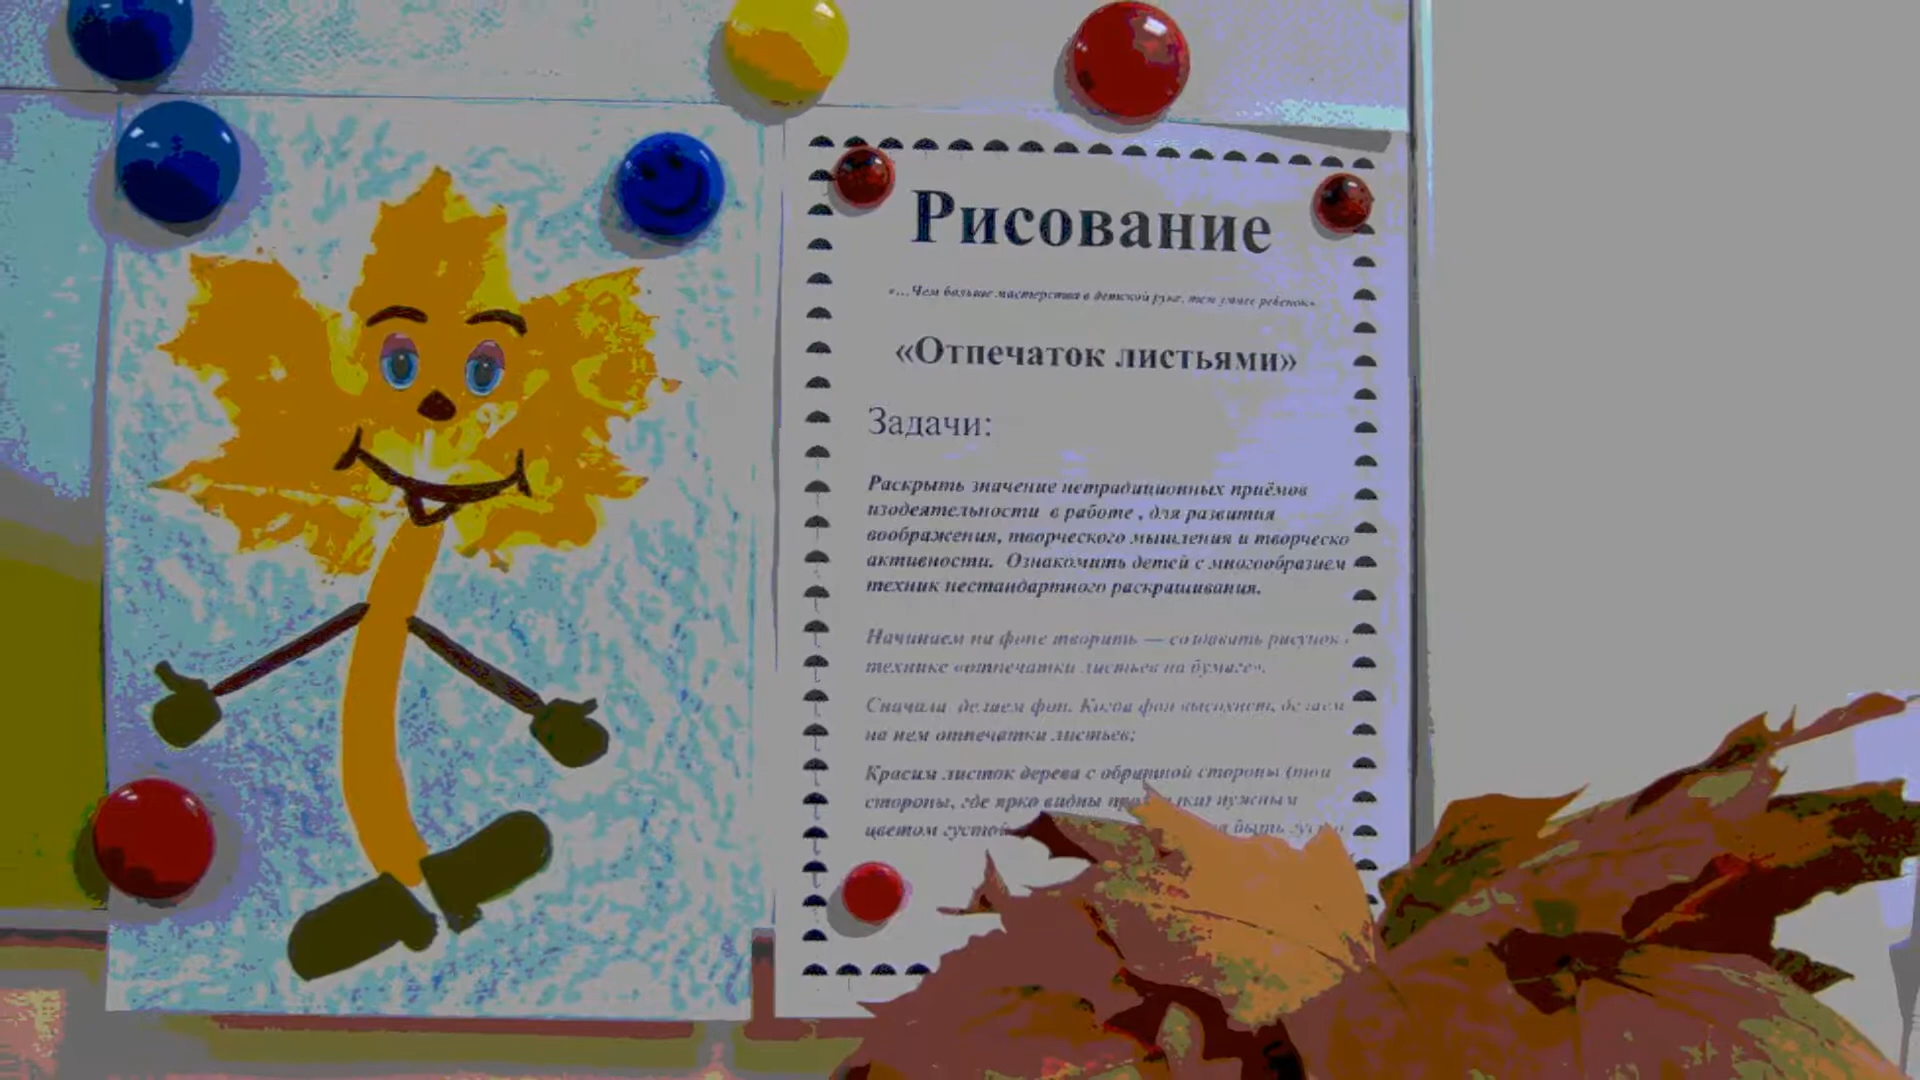 Рисование
«…Чем больше мастерства в детской руке, тем умнее ребенок»
«Отпечаток листьями»
Задачи:
Раскрыть значение нетрадиционных приёмов
изодеятельности в работе , для развития
воображения, творческого мышления и творческо
активности. Ознакомить детей с многообразием
техник нестандартного раскрашивания.
Начинаем на фоне творить — создавать рисунок
технике «отпечатки листьев на бумаге».
Сначала делаем фон. Когда фон высохнет, делаем
на нем отпечатки листьев;
Красим листок дерева с обратной стороны (той
стороны, где ярко видны нужным
цветом густой быть